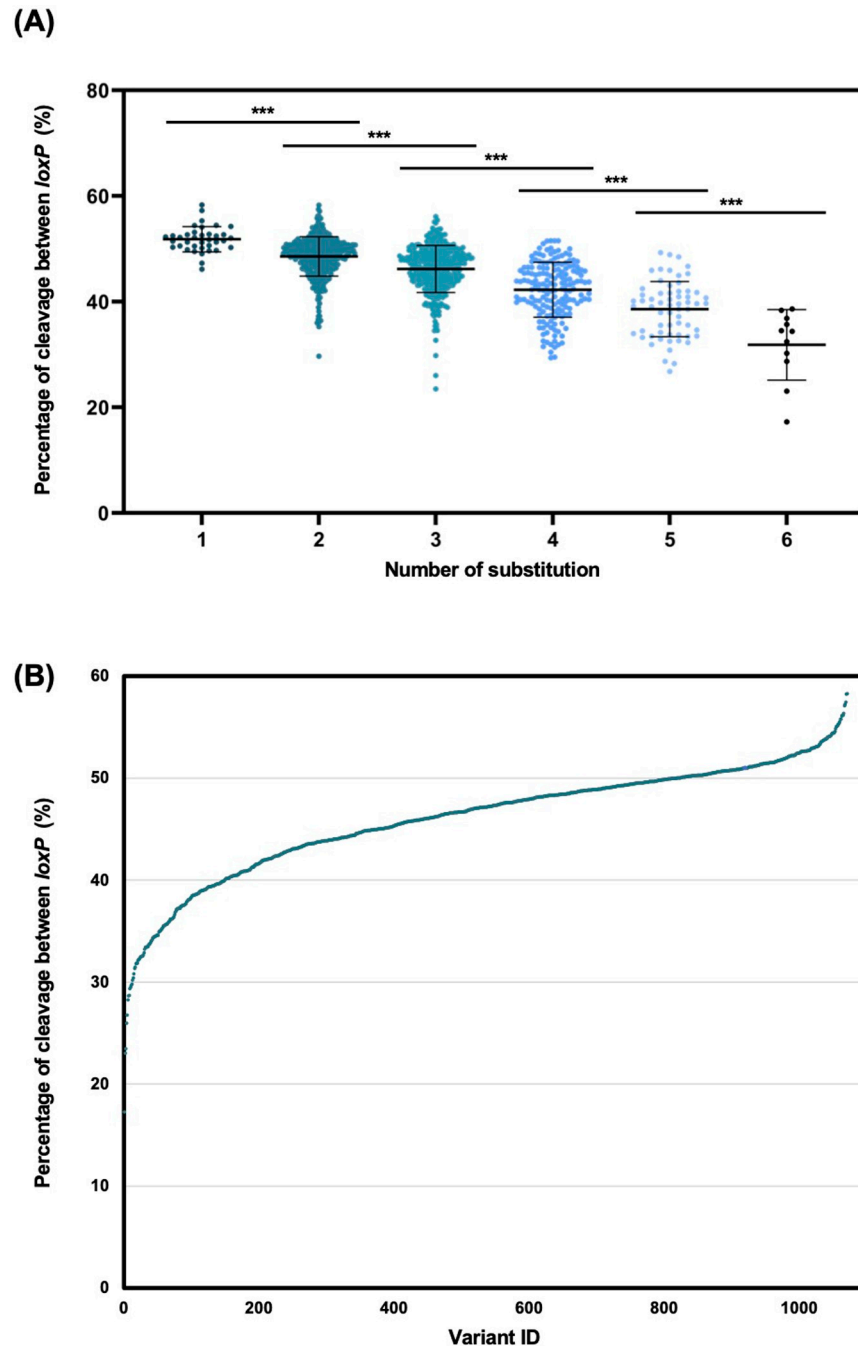 (A)
Percentage of cleavage between loxP (%)
80
60
40
20
0
***
***
***
***
***
1 2 3 4 5 6
Number of substitution
(B)
Percentage of cleavage between loxP (%)
60
50
40
30
20
10
0
0 200 400 600 800 1000
Variant ID